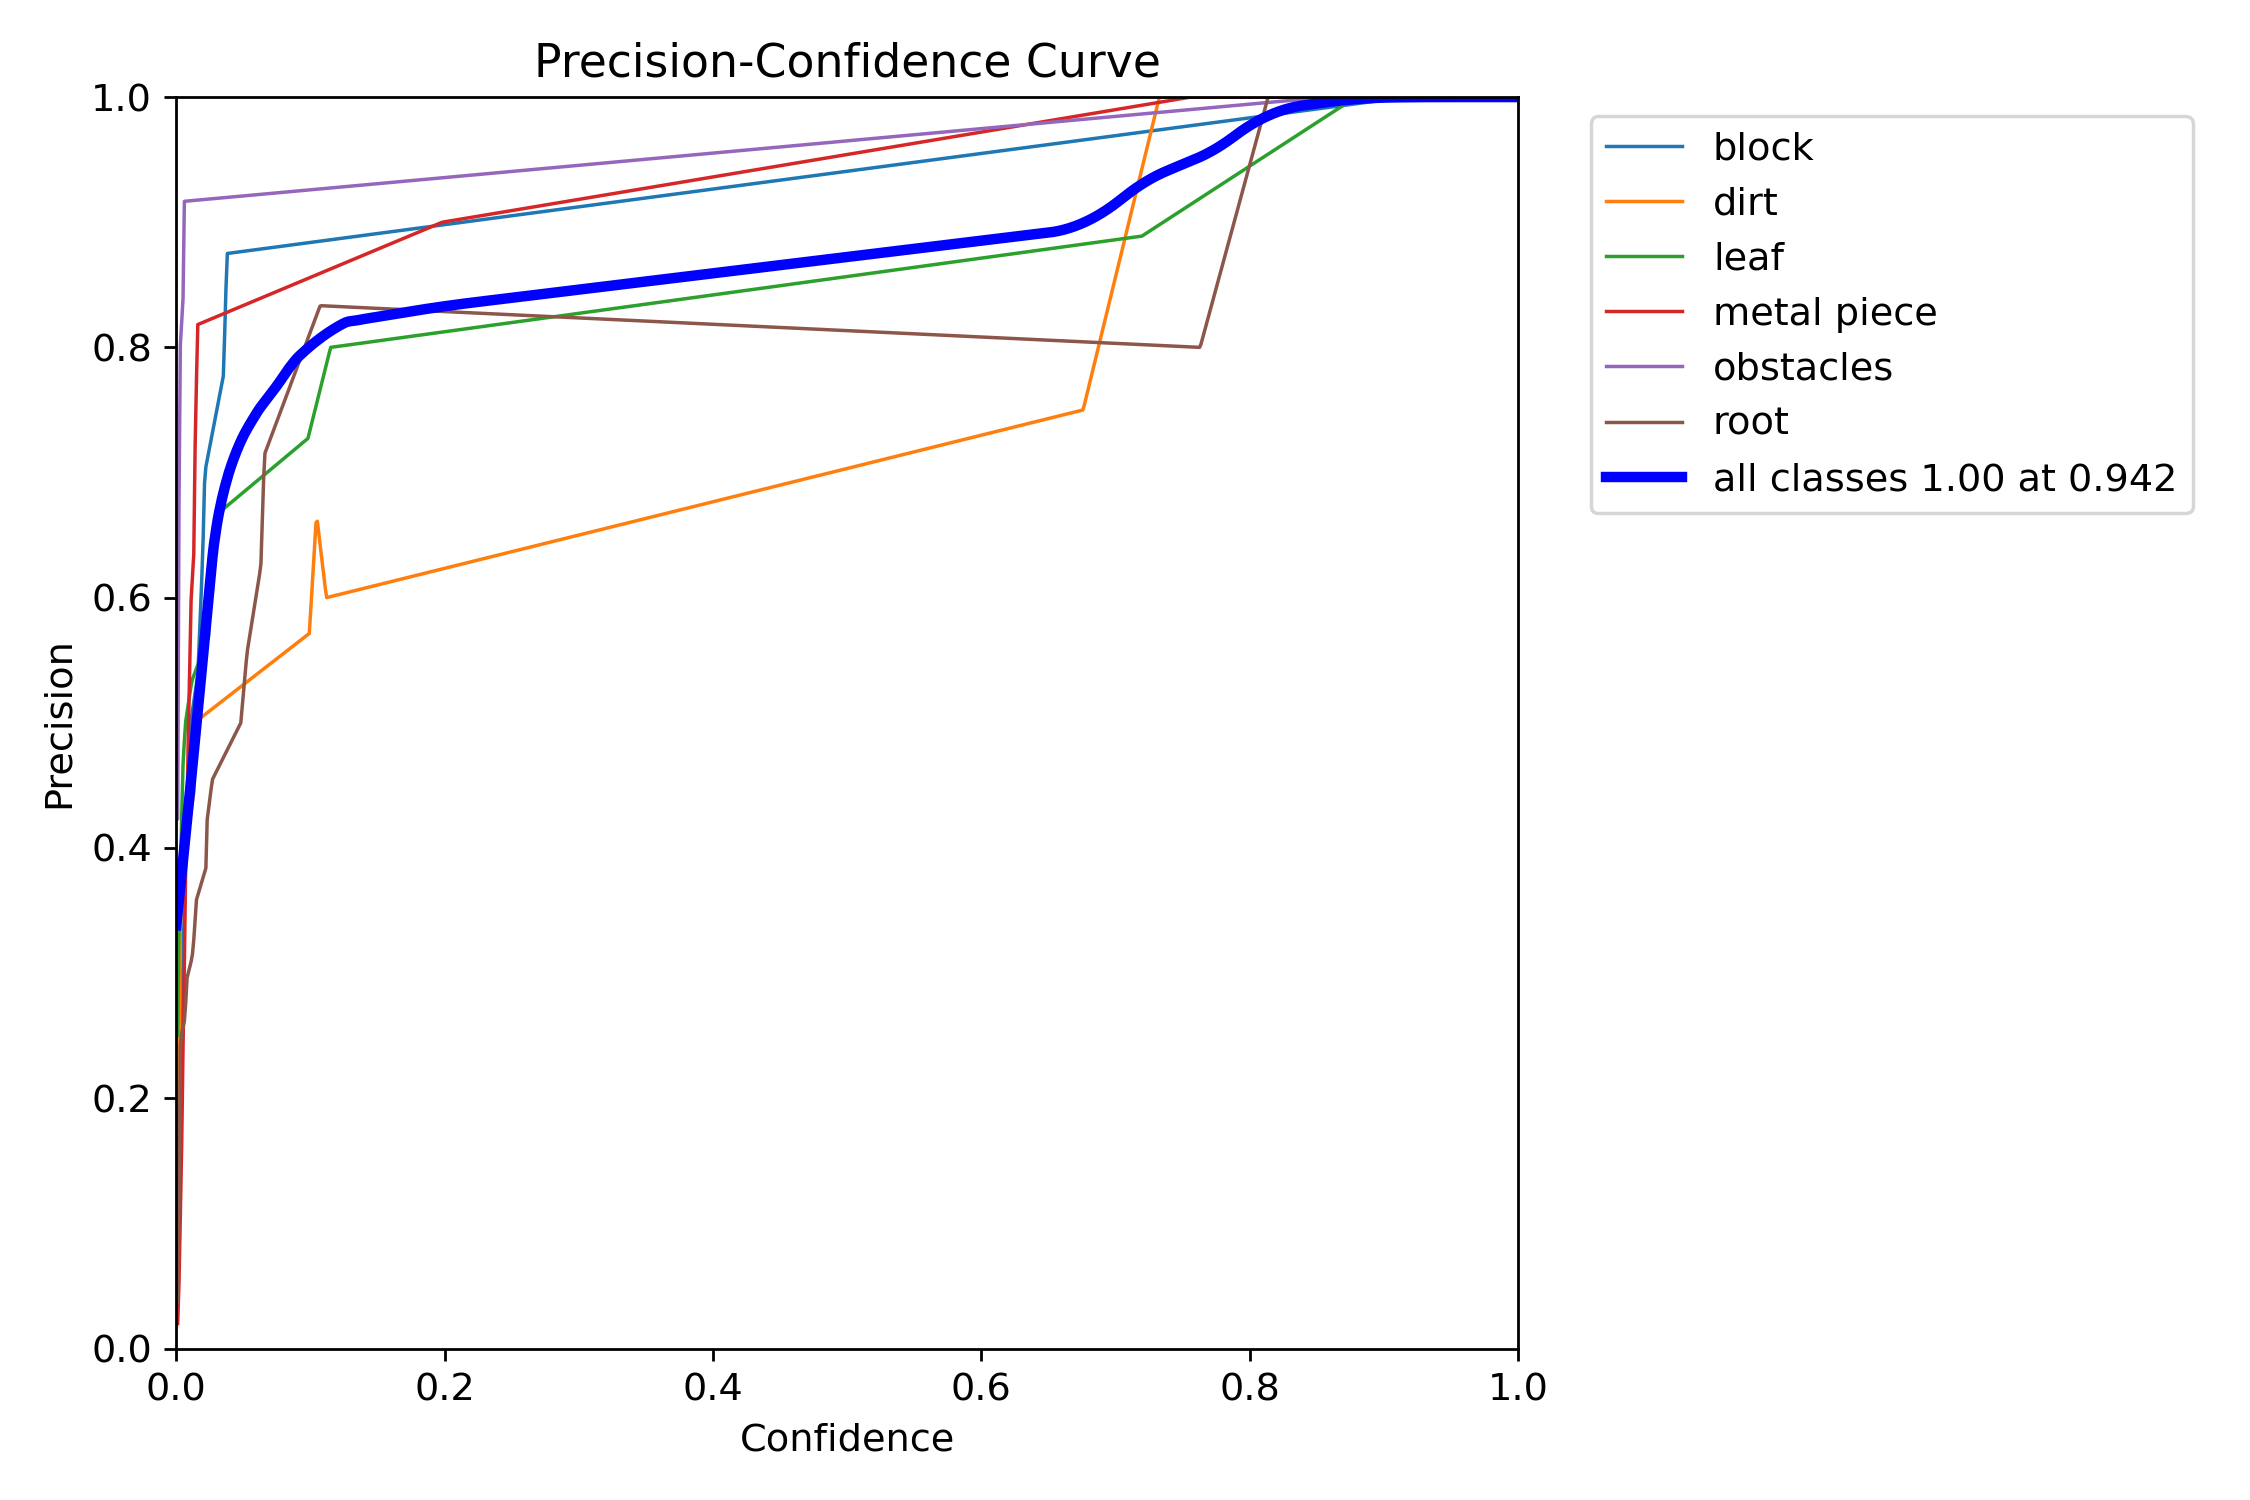 Precision-Confidence Curve
1.0
0.8
0.6
0.4
0.2
0.0
Precision
0.0 0.2 0.4 0.6 0.8 1.0
Confidence
block
dirt
leaf
metal piece
obstacles
root
all classes 1.00 at 0.942